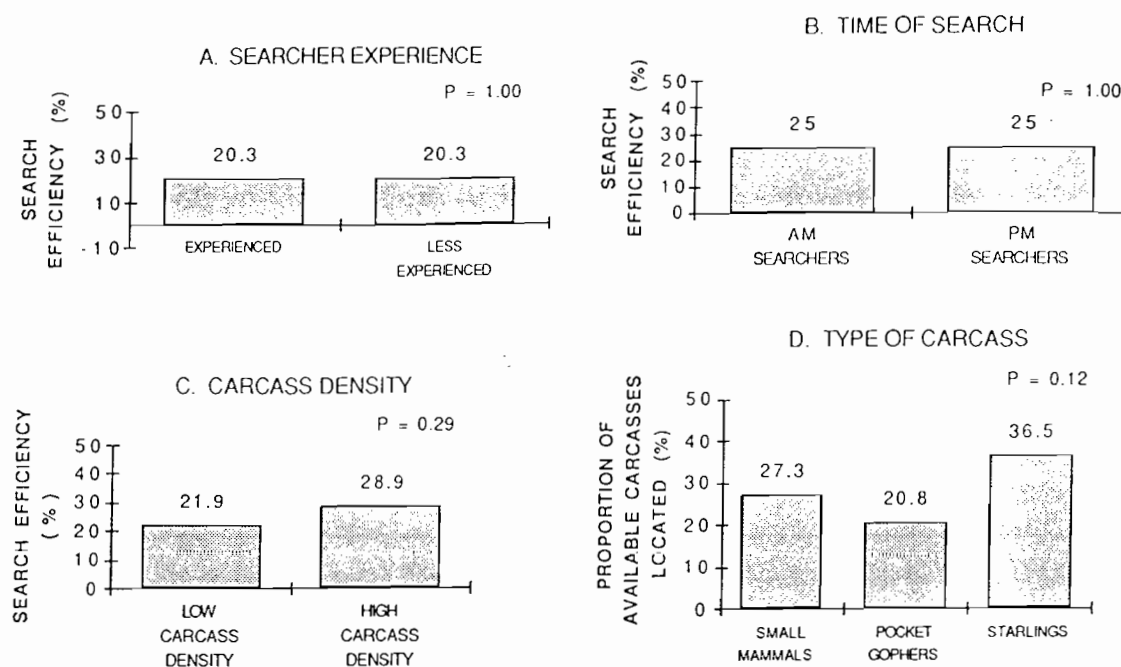 A. SEARCHER EXPERIENCE
P = 1.00
SEARCH
EFFICIENCY (%)
50
30
10
-10
20.3
20.3
EXPERIENCED
LESS
EXPERIENCED
B. TIME OF SEARCH
P = 1.00
SEARCH
EFFICIENCY (%)
50
40
30
20
10
0
25
25
AM
SEARCHERS
PM
SEARCHERS
C. CARCASS DENSITY
P = 0.29
SEARCH EFFICIENCY
(%)
50
40
30
20
10
0
21.9
28.9
LOW
CARCASS
DENSITY
HIGH
CARCASS
DENSITY
D. TYPE OF CARCASS
P = 0.12
PROPORTION OF
AVAILABLE CARCASSES
LOCATED (%)
50
40
30
20
10
0
27.3
20.8
36.5
SMALL
MAMMALS
POCKET
GOPHERS
STARLINGS